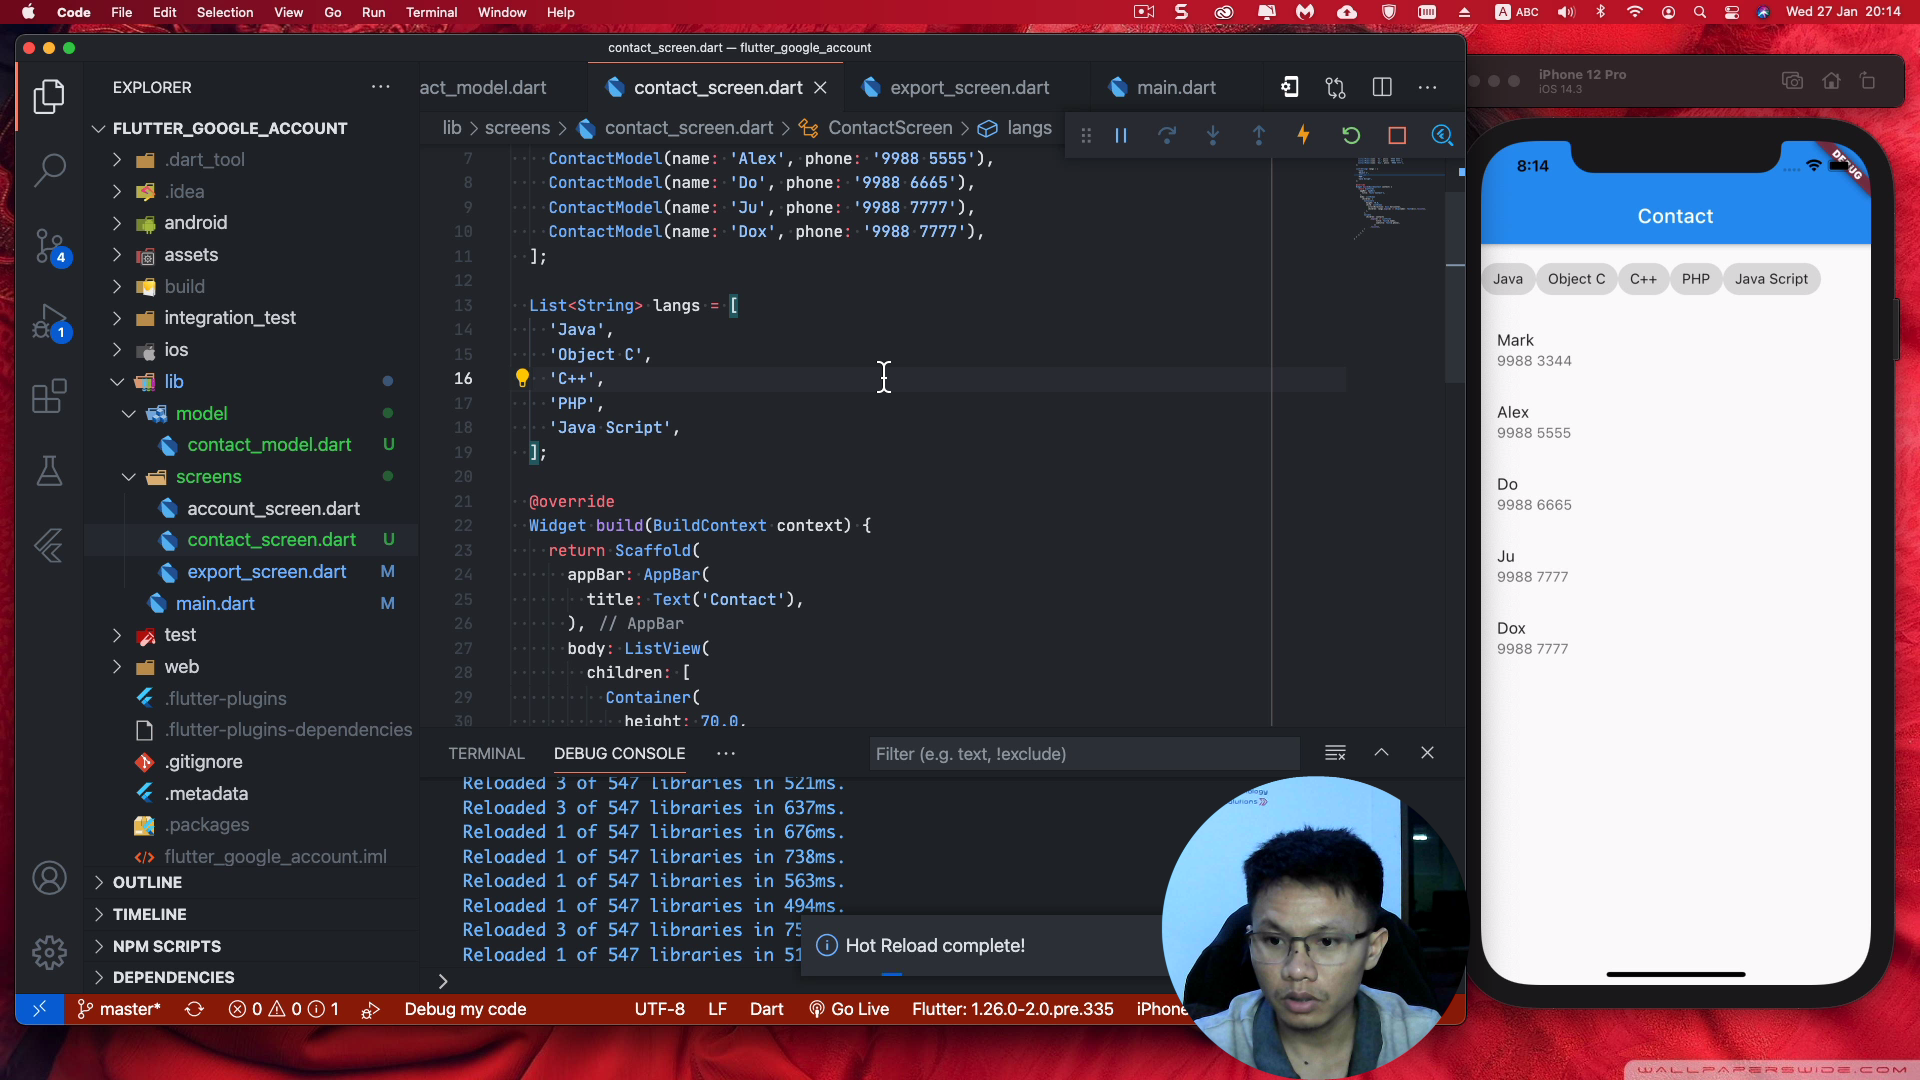 Code File Edit Selection View Go Run Terminal Window Help
ABC Wed 27 Jan 20:14
contact_screen.dart — flutter_google_account
EXPLORER
act_model.dart contact_screen.dart export_screen.dart main.dart
lib > screens > contact_screen.dart > ContactScreen > langs
FLUTTER_GOOGLE_ACCOUNT
.dart_tool
.idea
android
assets
build
integration_test
ios
lib
model
contact_model.dart U
screens
account_screen.dart
contact_screen.dart U
export_screen.dart M
main.dart M
test
web
.flutter-plugins
.flutter-plugins-dependencies
.gitignore
.metadata
.packages
flutter_google_account.iml
OUTLINE
TIMELINE
NPM SCRIPTS
DEPENDENCIES
4
1
7 ContactModel(name: 'Alex', phone: '9988 5555'),
8 ContactModel(name: 'Do', phone: '9988 6665'),
9 ContactModel(name: 'Ju', phone: '9988 7777'),
10 ContactModel(name: 'Dox', phone: '9988 7777'),
11 ];
12
13 List<String> langs = [
14 'Java',
15 'Object C',
16 'C++',
17 'PHP',
18 'Java Script',
19 ];
20
21 @override
22 Widget build(BuildContext context) {
23 return Scaffold(
24 appBar: AppBar(
25 title: Text('Contact'),
26 ), // AppBar
27 body: ListView(
28 children: [
29 Container(
30 height: 70.0,
TERMINAL DEBUG CONSOLE
Filter (e.g. text, !exclude)
Reloaded 3 of 547 libraries in 521ms.
Reloaded 3 of 547 libraries in 637ms.
Reloaded 1 of 547 libraries in 676ms.
Reloaded 1 of 547 libraries in 738ms.
Reloaded 1 of 547 libraries in 563ms.
Reloaded 1 of 547 libraries in 494ms.
Reloaded 3 of 547 libraries in 75
Reloaded 1 of 547 libraries in 51
Hot Reload complete!
master* 0 0 1 Debug my code UTF-8 LF Dart Go Live Flutter: 1.26.0-2.0.pre.335 iPhone
iPhone 12 Pro
iOS 14.3
8:14
DEBUG
Contact
Java Object C C++ PHP Java Script
Mark
9988 3344
Alex
9988 5555
Do
9988 6665
Ju
9988 7777
Dox
9988 7777
WALLPAPERSWIDE.COM